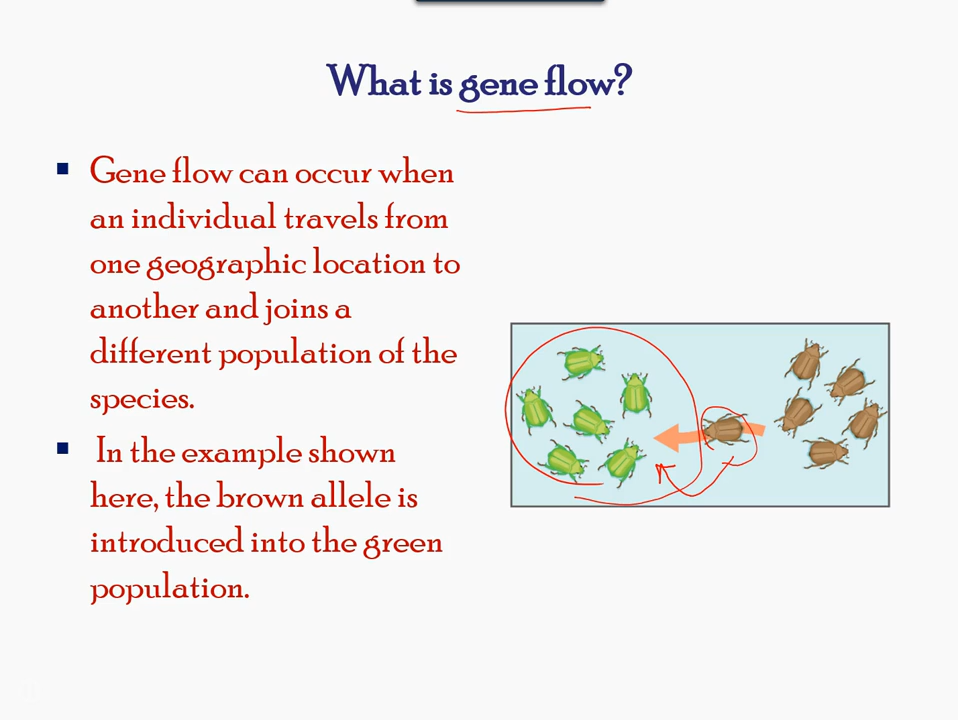 What is gene flow?
Gene flow can occur when
an individual travels from
one geographic location to
another and joins a
different population of the
species.
In the example shown
here, the brown allele is
introduced into the green
population.